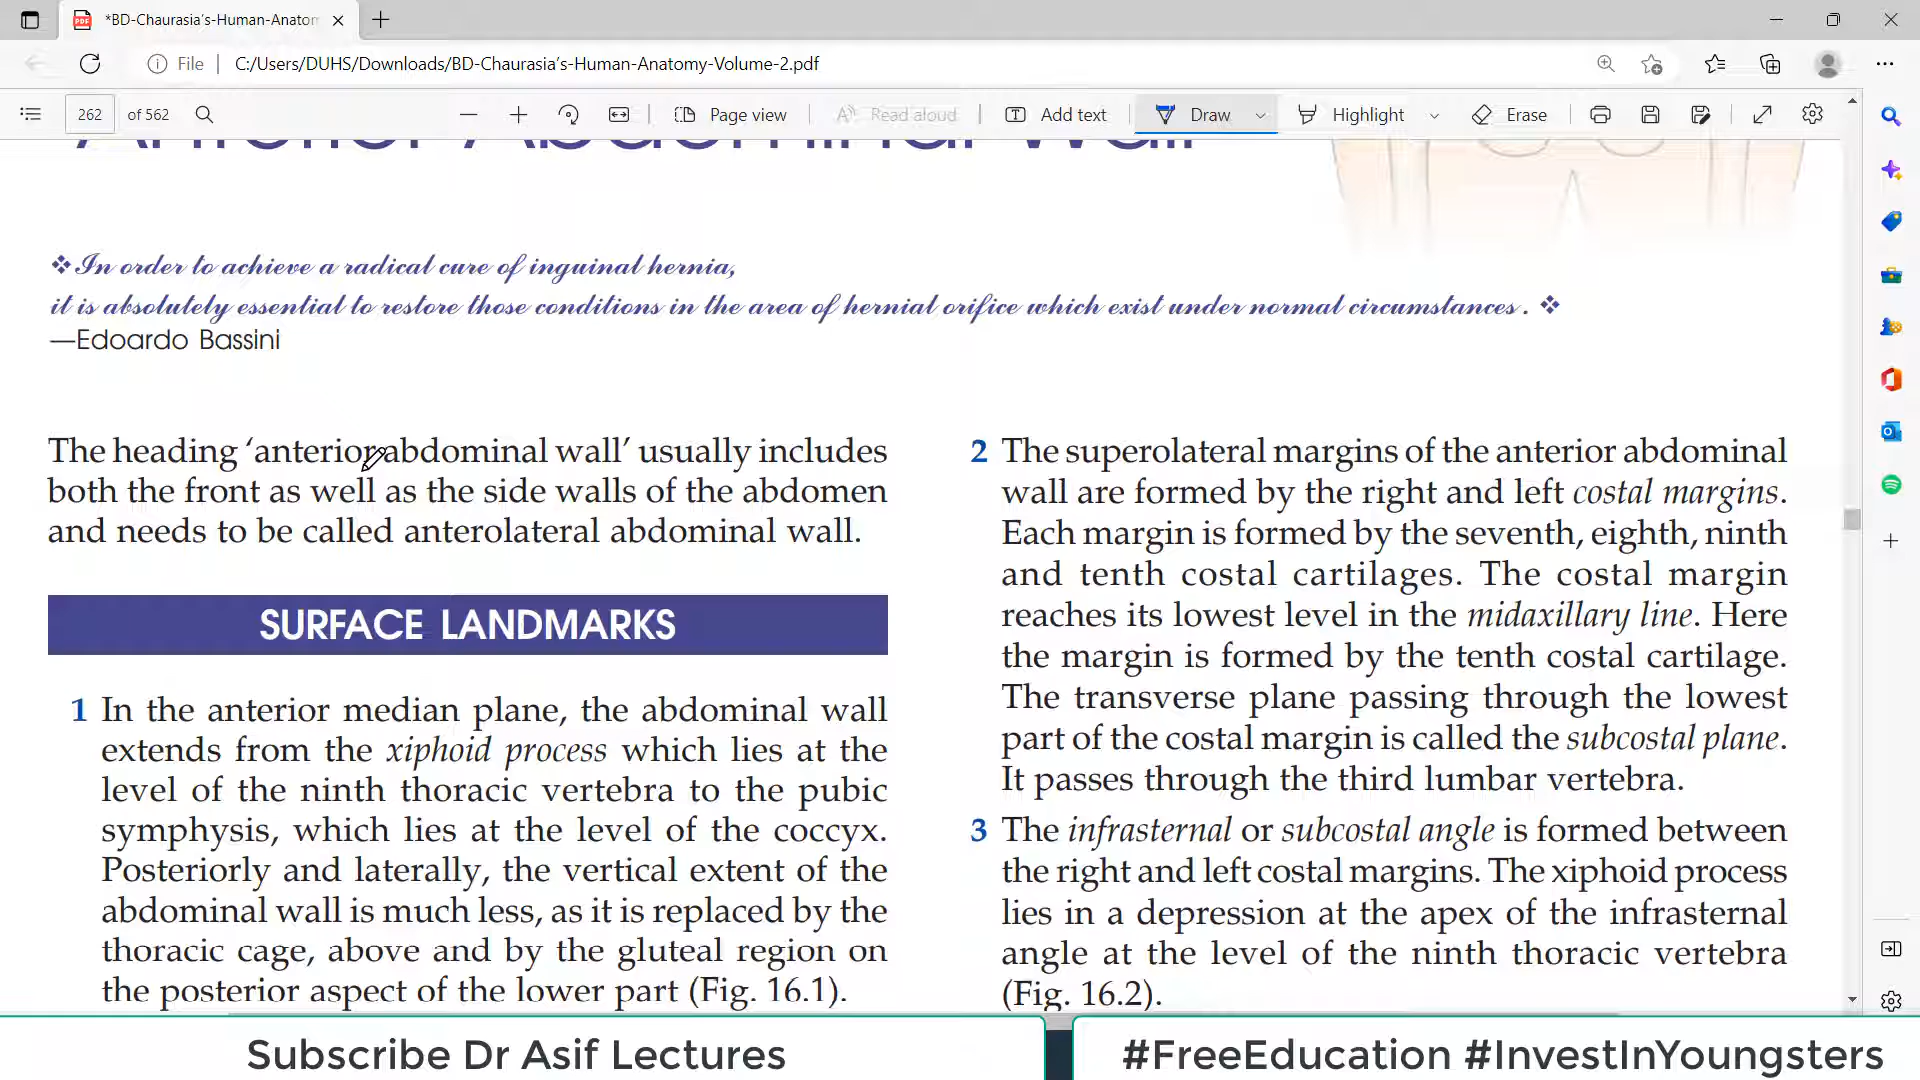 *BD-Chaurasia's-Human-Anatom
File
C:/Users/DUHS/Downloads/BD-Chaurasia's-Human-Anatomy-Volume-2.pdf
262 of 562
Page view
Read aloud
Add text
Draw
Highlight
Erase
Anterior Abdominal Wall
❖In order to achieve a radical cure of inguinal hernia,
it is absolutely essential to restore those conditions in the area of hernial orifice which exist under normal circumstances. ❖
—Edoardo Bassini
The heading 'anterior abdominal wall' usually includes
both the front as well as the side walls of the abdomen
and needs to be called anterolateral abdominal wall.
SURFACE LANDMARKS
1 In the anterior median plane, the abdominal wall
extends from the xiphoid process which lies at the
level of the ninth thoracic vertebra to the pubic
symphysis, which lies at the level of the coccyx.
Posteriorly and laterally, the vertical extent of the
abdominal wall is much less, as it is replaced by the
thoracic cage, above and by the gluteal region on
the posterior aspect of the lower part (Fig. 16.1).
2 The superolateral margins of the anterior abdominal
wall are formed by the right and left costal margins.
Each margin is formed by the seventh, eighth, ninth
and tenth costal cartilages. The costal margin
reaches its lowest level in the midaxillary line. Here
the margin is formed by the tenth costal cartilage.
The transverse plane passing through the lowest
part of the costal margin is called the subcostal plane.
It passes through the third lumbar vertebra.
3 The infrasternal or subcostal angle is formed between
the right and left costal margins. The xiphoid process
lies in a depression at the apex of the infrasternal
angle at the level of the ninth thoracic vertebra
(Fig. 16.2).
Subscribe Dr Asif Lectures
#FreeEducation #InvestInYoungsters